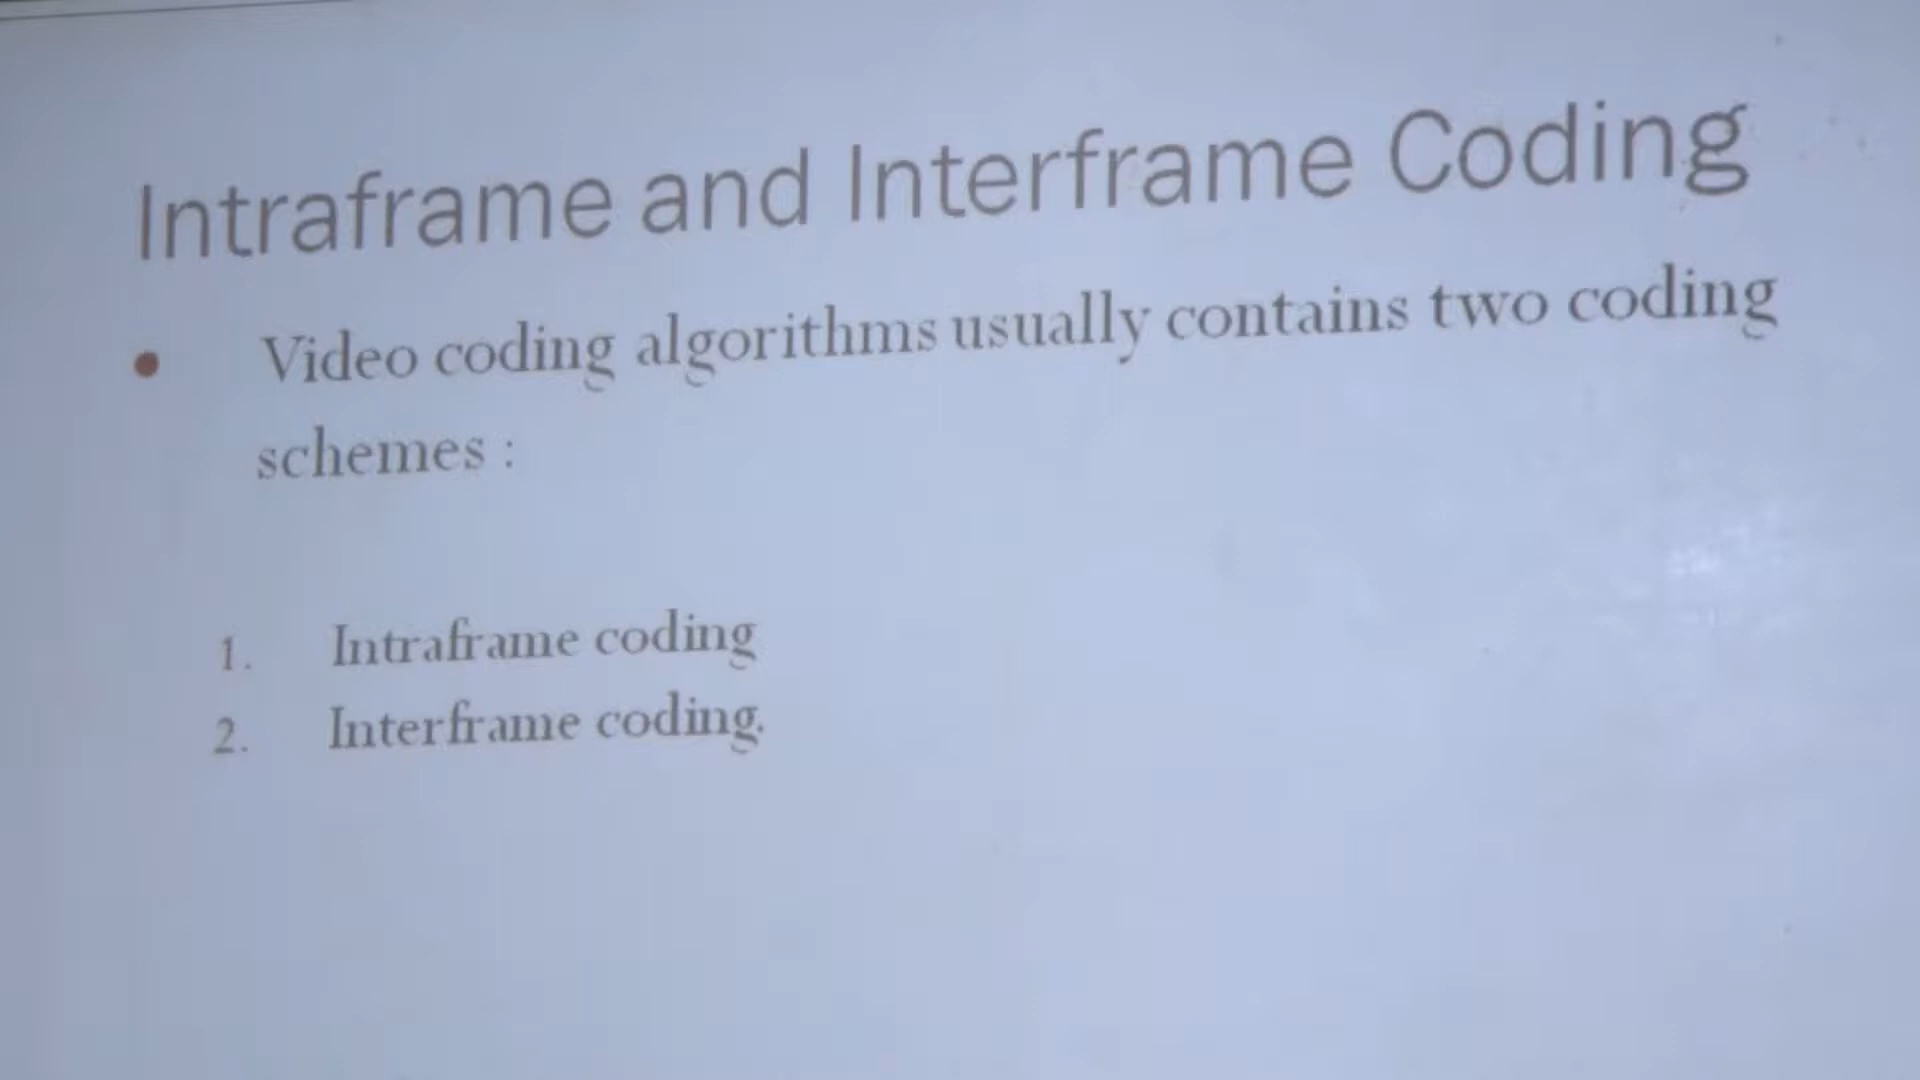 Intraframe and Interframe Coding
● Video coding algorithms usually contains two coding
schemes :
1. Intraframe coding
2. Interframe coding.